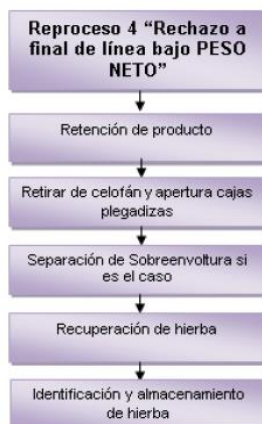 Reproceso 4 “Rechazo a
final de línea bajo PESO
NETO”
Retención de producto
Retirar de celofán y apertura cajas
plegadizas
Separación de Sobreenvoltura si
es el caso
Recuperación de hierba
Identificación y almacenamiento
de hierba